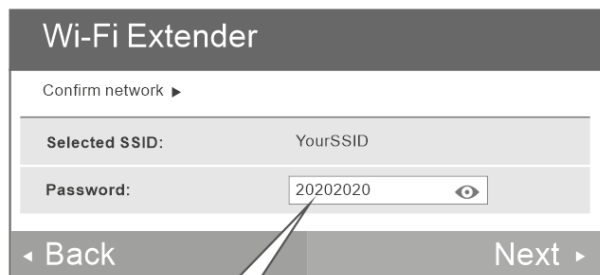 Wi-Fi Extender
Confirm network ▶
Selected SSID: YourSSID
Password: 20202020
◂ Back Next ▸